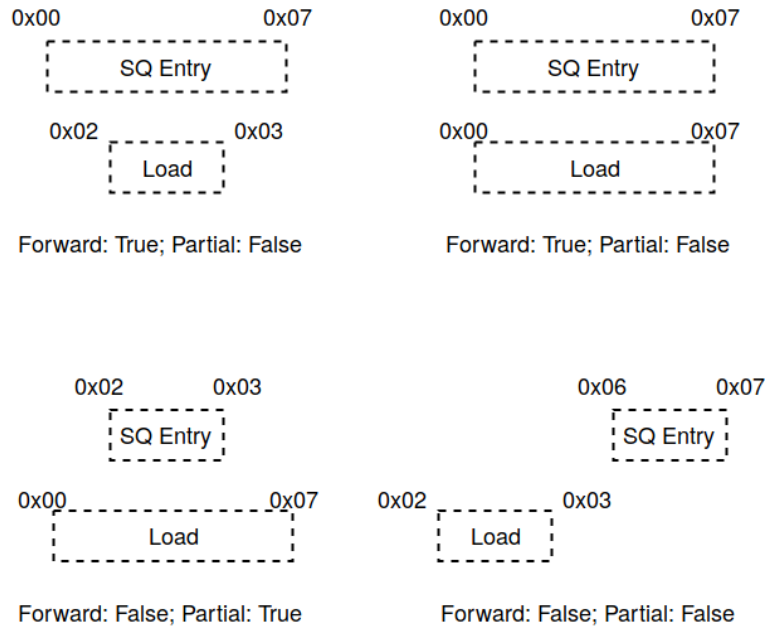 0x00 0x07
SQ Entry
0x02 0x03
Load
Forward: True; Partial: False
0x00 0x07
SQ Entry
0x00 0x07
Load
Forward: True; Partial: False
0x02 0x03
SQ Entry
0x00 0x07
Load
Forward: False; Partial: True
0x06 0x07
SQ Entry
0x02 0x03
Load
Forward: False; Partial: False